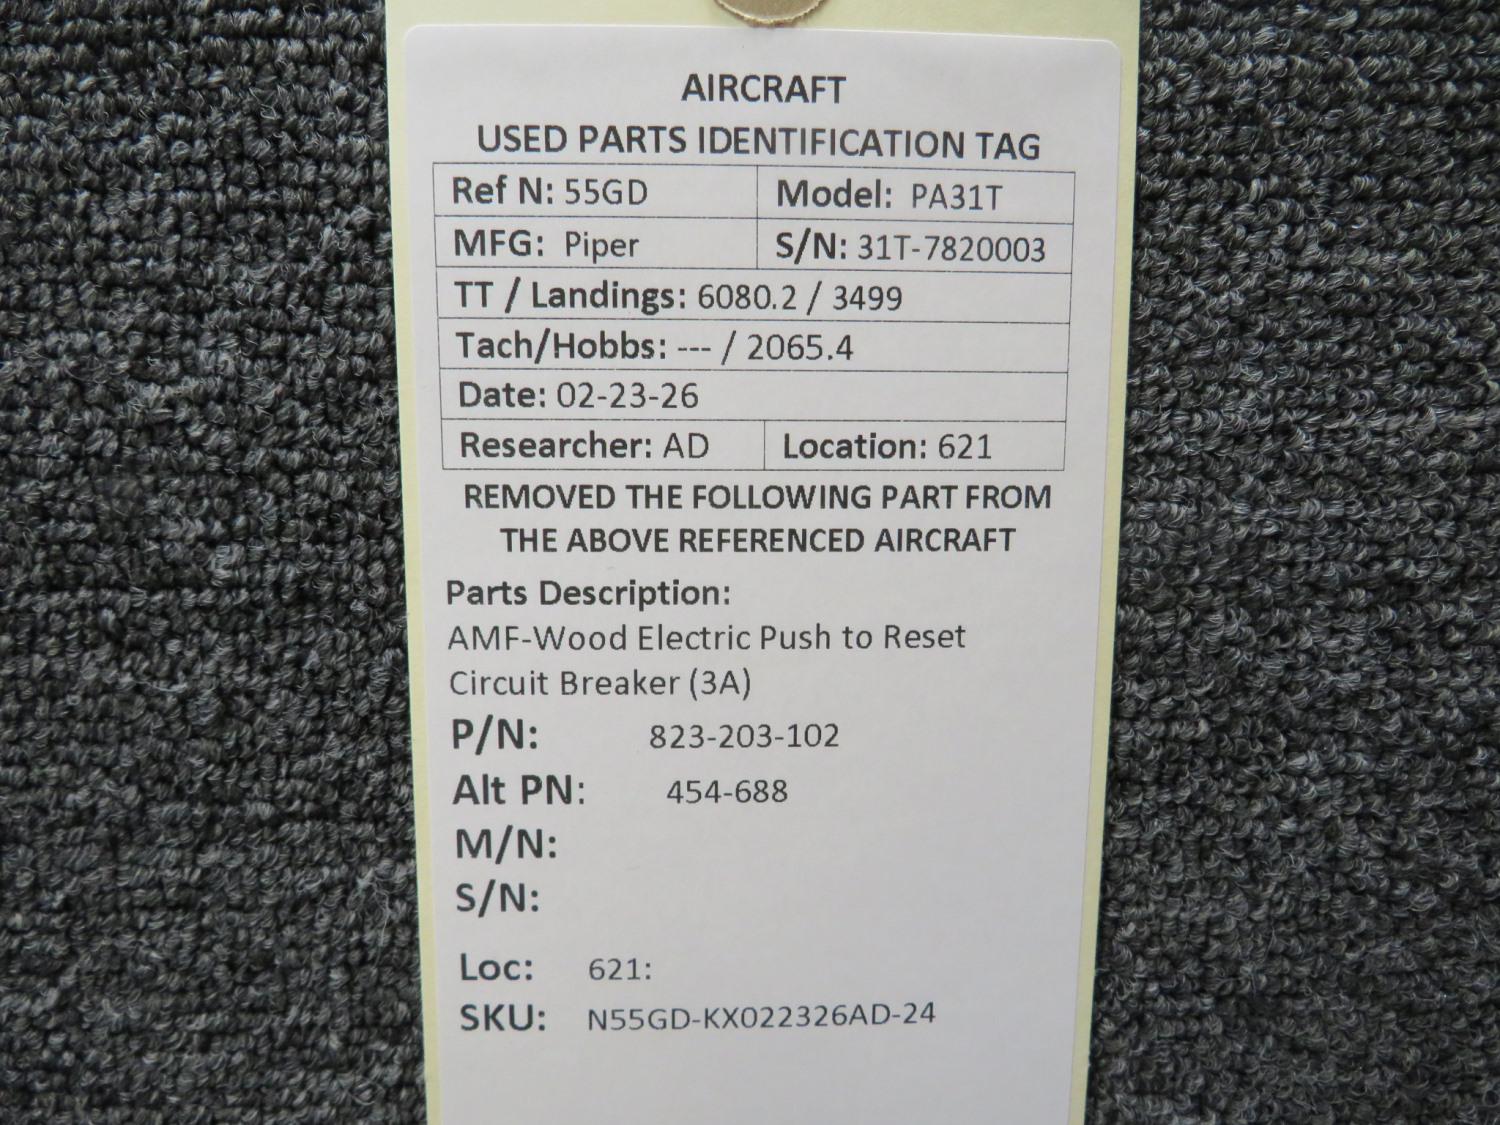 AIRCRAFT
USED PARTS IDENTIFICATION TAG
Ref N: 55GD Model: PA31T
MFG: Piper S/N: 31T-7820003
TT / Landings: 6080.2 / 3499
Tach/Hobbs: --- / 2065.4
Date: 02-23-26
Researcher: AD Location: 621
REMOVED THE FOLLOWING PART FROM
THE ABOVE REFERENCED AIRCRAFT
Parts Description:
AMF-Wood Electric Push to Reset
Circuit Breaker (3A)
P/N: 823-203-102
Alt PN: 454-688
M/N:
S/N:
Loc: 621:
SKU: N55GD-KX022326AD-24